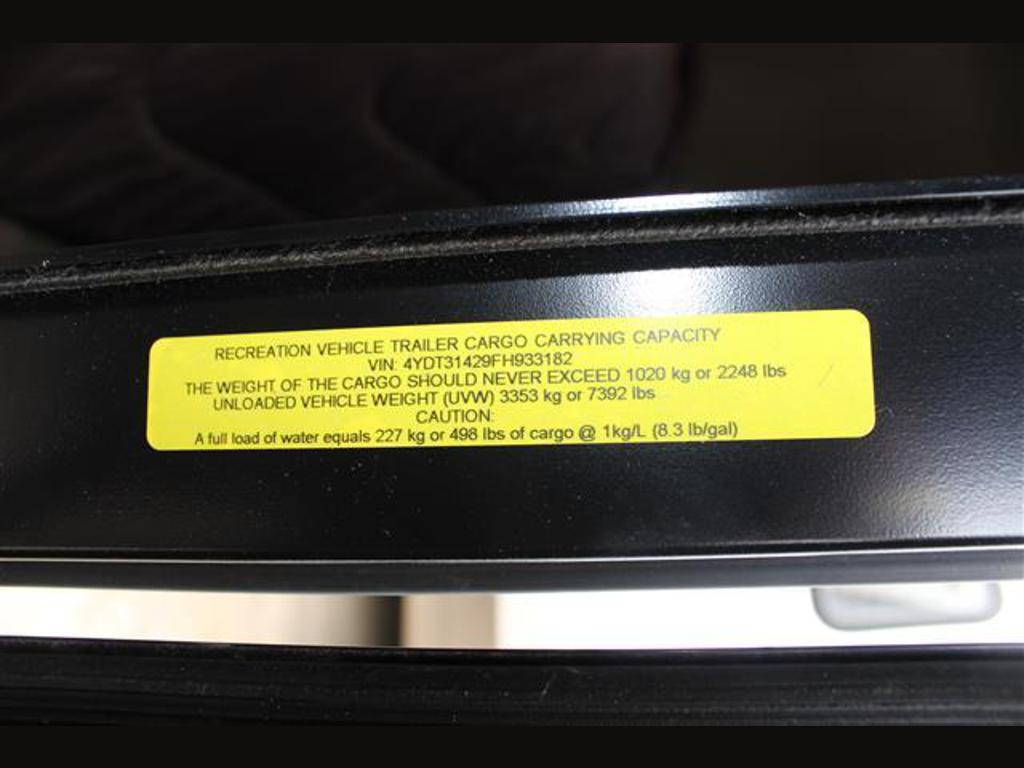 RECREATION VEHICLE TRAILER CARGO CARRYING CAPACITY
VIN: 4YDT31429FH933182
THE WEIGHT OF THE CARGO SHOULD NEVER EXCEED 1020 kg or 2248 lbs
UNLOADED VEHICLE WEIGHT (UVW) 3353 kg or 7392 lbs
CAUTION:
A full load of water equals 227 kg or 498 lbs of cargo @ 1kg/L (8.3 lb/gal)